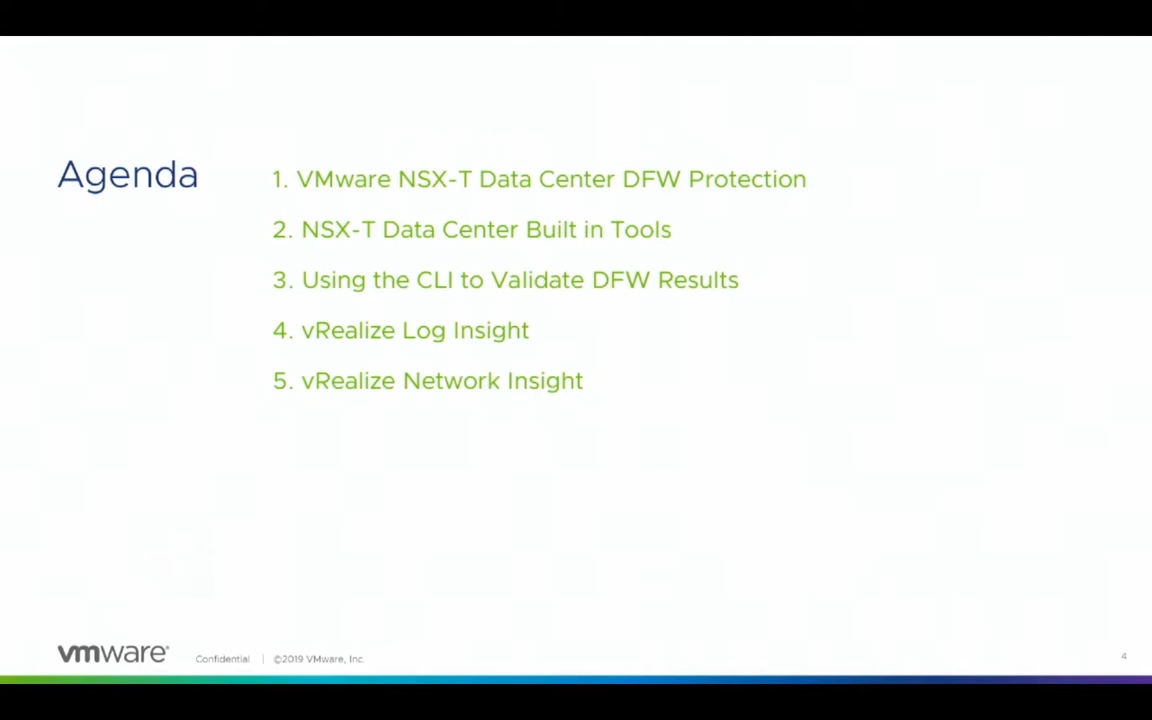 Agenda
1. VMware NSX-T Data Center DFW Protection
2. NSX-T Data Center Built in Tools
3. Using the CLI to Validate DFW Results
4. vRealize Log Insight
5. vRealize Network Insight
vmware® Confidential | ©2019 VMware, Inc. 4